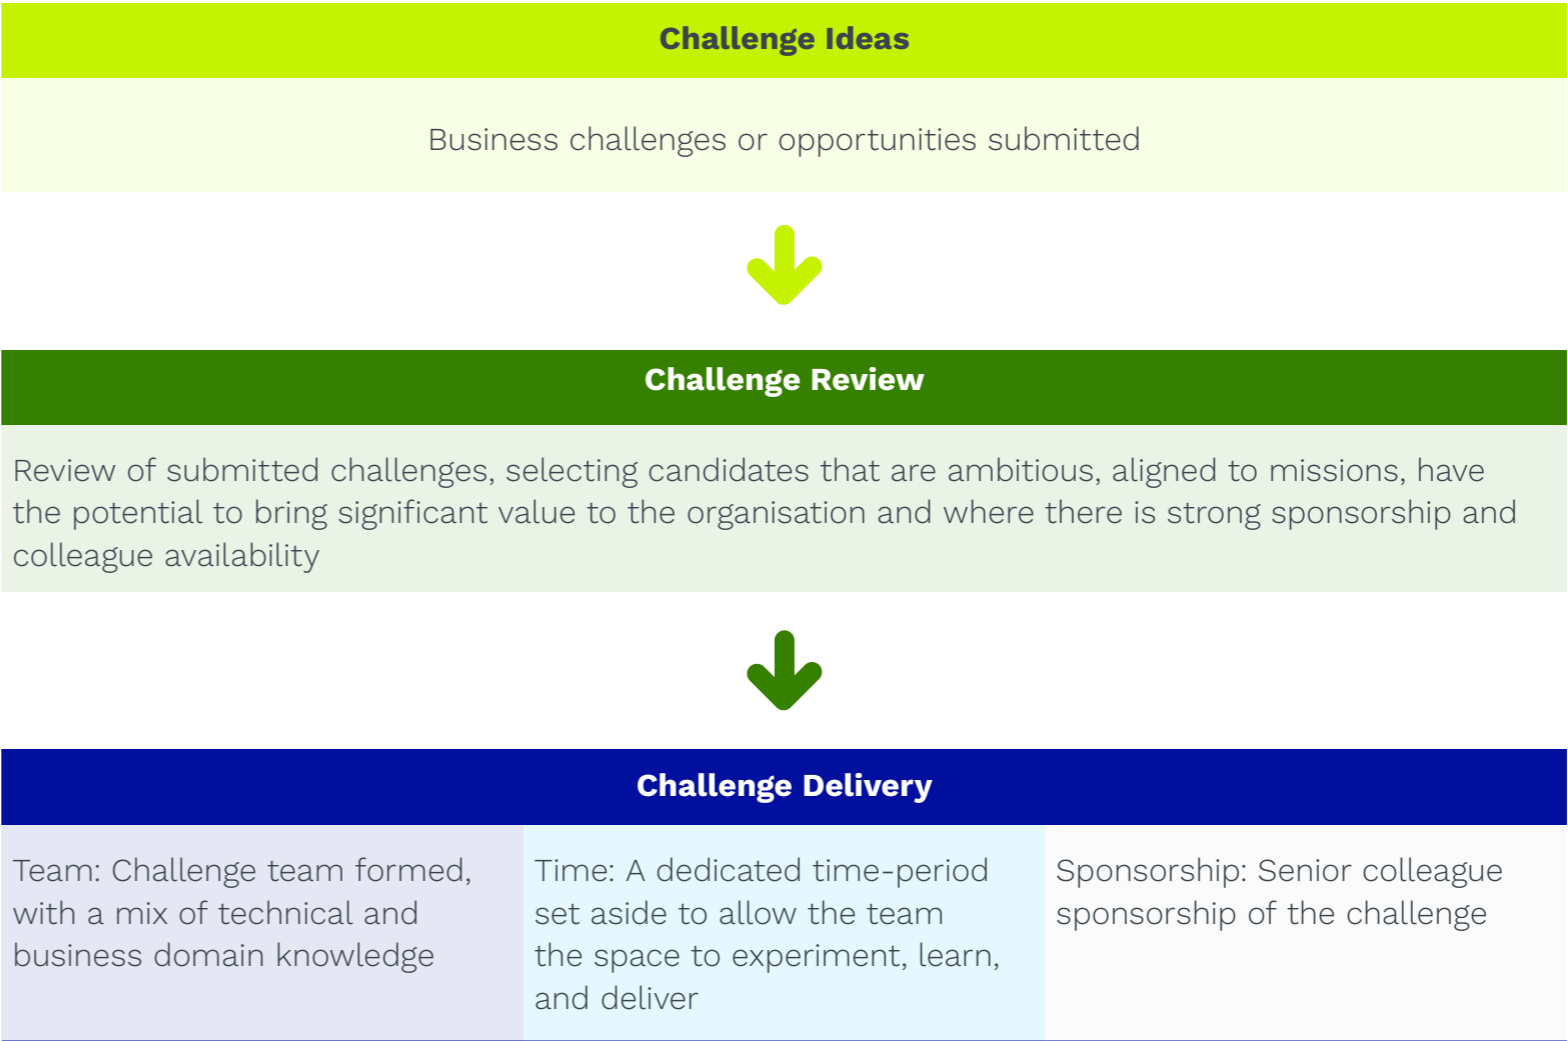 Challenge Ideas
Business challenges or opportunities submitted
Challenge Review
Review of submitted challenges, selecting candidates that are ambitious, aligned to missions, have
the potential to bring significant value to the organisation and where there is strong sponsorship and
colleague availability
Challenge Delivery
Team: Challenge team formed,
with a mix of technical and
business domain knowledge
Time: A dedicated time-period
set aside to allow the team
the space to experiment, learn,
and deliver
Sponsorship: Senior colleague
sponsorship of the challenge